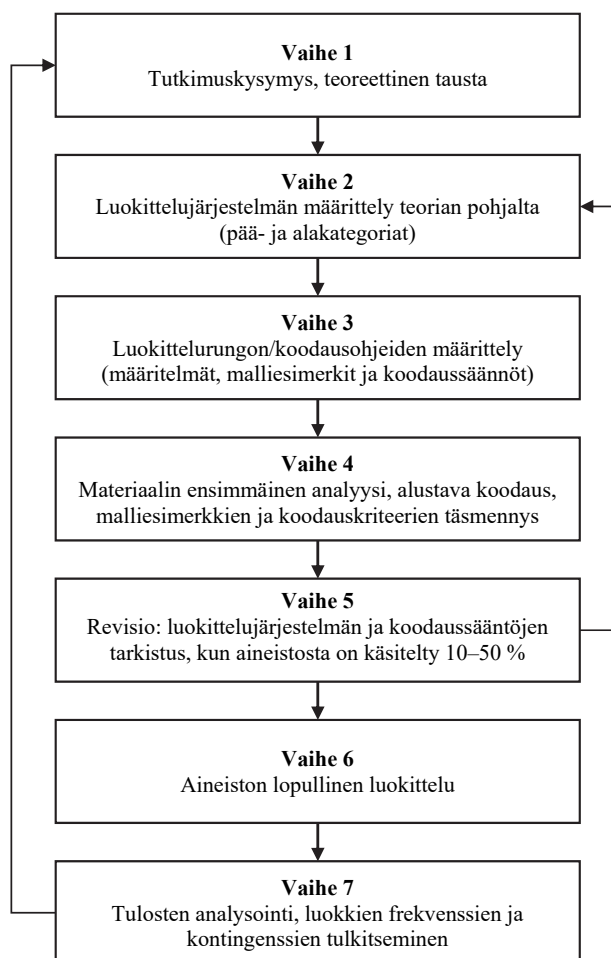 Vaihe 1
Tutkimuskysymys, teoreettinen tausta
Vaihe 2
Luokittelujärjestelmän määrittely teorian pohjalta
(pää- ja alakategoriat)
Vaihe 3
Luokittelurungon/koodausohjeiden määrittely
(määritelmät, malliesimerkit ja koodaussäännöt)
Vaihe 4
Materiaalin ensimmäinen analyysi, alustava koodaus,
malliesimerkkien ja koodauskriteerien täsmennys
Vaihe 5
Revisio: luokittelujärjestelmän ja koodaussääntöjen
tarkistus, kun aineistosta on käsitelty 10–50 %
Vaihe 6
Aineiston lopullinen luokittelu
Vaihe 7
Tulosten analysointi, luokkien frekvenssien ja
kontingenssien tulkitseminen